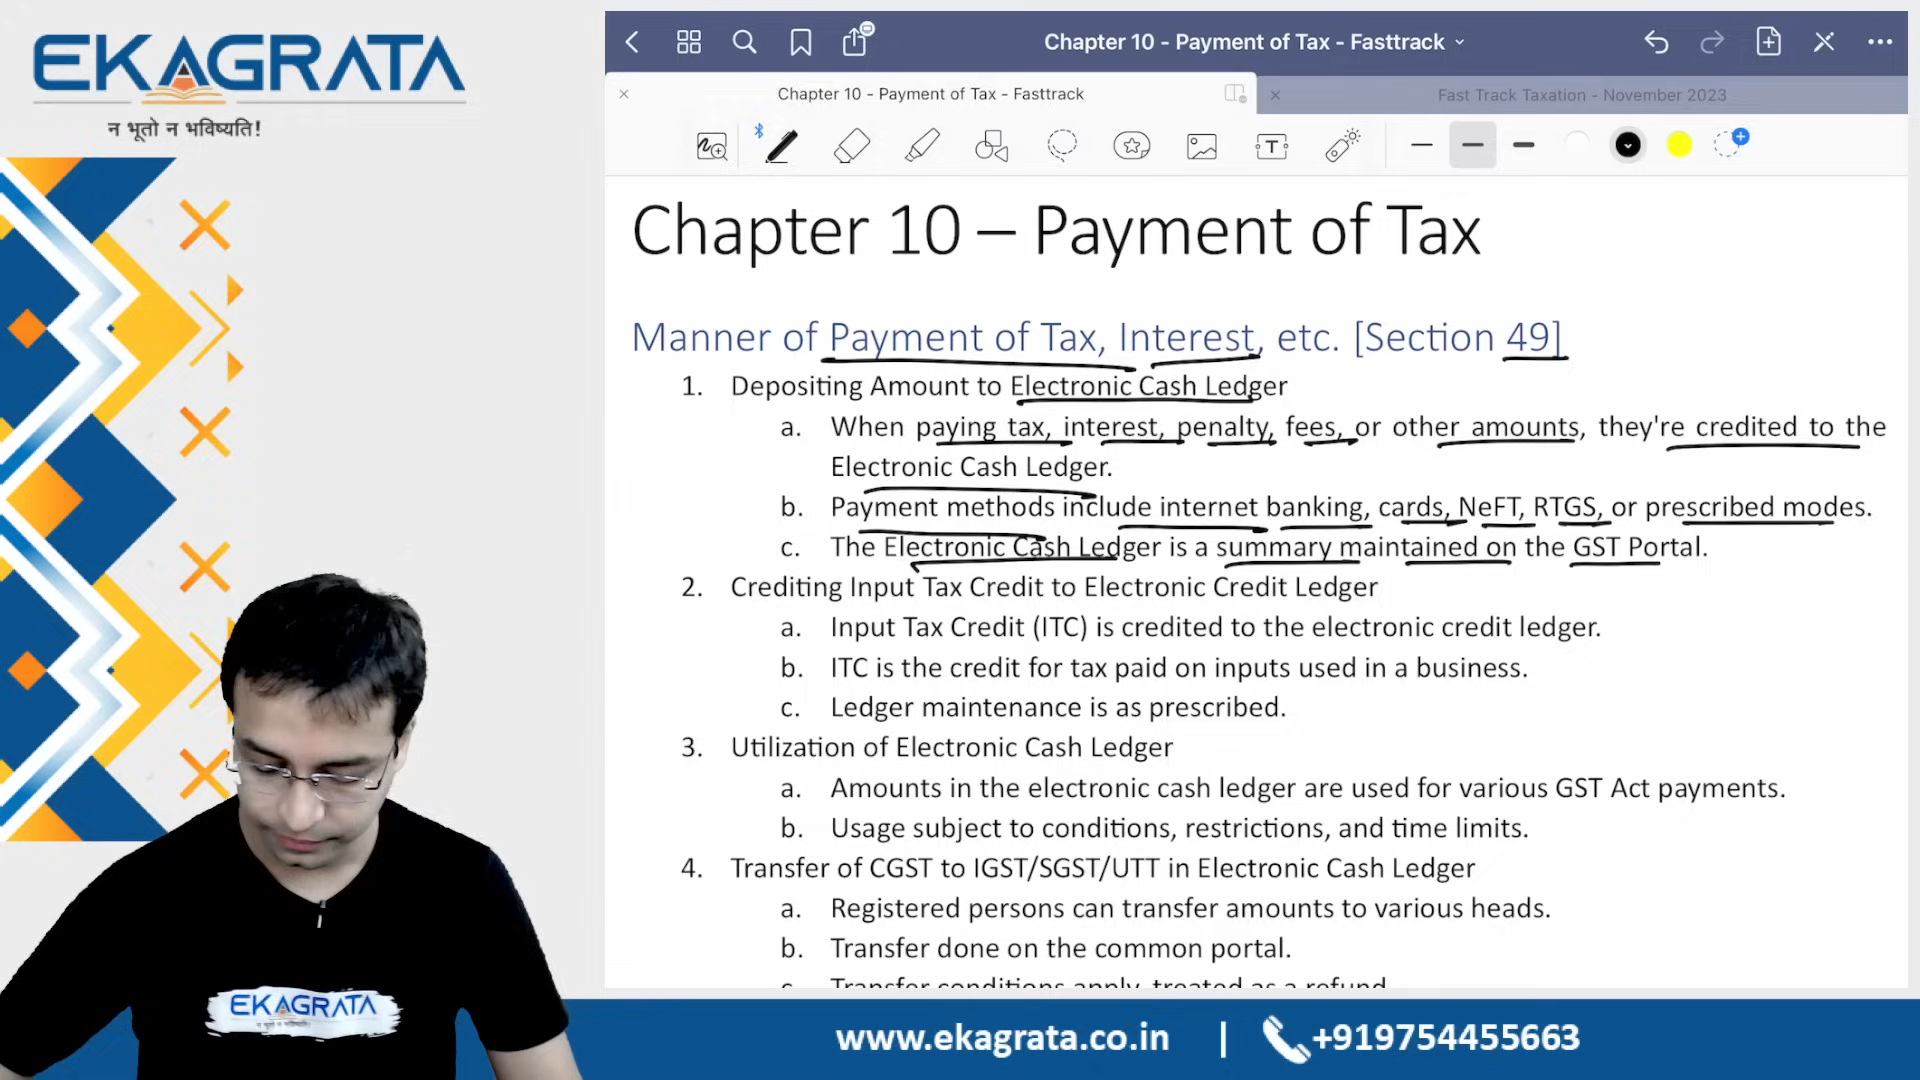 EKAGRATA
न भूतो न भविष्यति!
Chapter 10 - Payment of Tax - Fasttrack
Chapter 10 - Payment of Tax - Fasttrack
Fast Track Taxation - November 2023
T
Chapter 10 – Payment of Tax
Manner of Payment of Tax, Interest, etc. [Section 49]
1. Depositing Amount to Electronic Cash Ledger
a. When paying tax, interest, penalty, fees, or other amounts, they're credited to the
Electronic Cash Ledger.
b. Payment methods include internet banking, cards, NeFT, RTGS, or prescribed modes.
c. The Electronic Cash Ledger is a summary maintained on the GST Portal.
2. Crediting Input Tax Credit to Electronic Credit Ledger
a. Input Tax Credit (ITC) is credited to the electronic credit ledger.
b. ITC is the credit for tax paid on inputs used in a business.
c. Ledger maintenance is as prescribed.
3. Utilization of Electronic Cash Ledger
a. Amounts in the electronic cash ledger are used for various GST Act payments.
b. Usage subject to conditions, restrictions, and time limits.
4. Transfer of CGST to IGST/SGST/UTT in Electronic Cash Ledger
a. Registered persons can transfer amounts to various heads.
b. Transfer done on the common portal.
c. Transfer conditions apply, treated as a refund
EKAGRATA
न भूतो न भविष्यति!
www.ekagrata.co.in | +919754455663